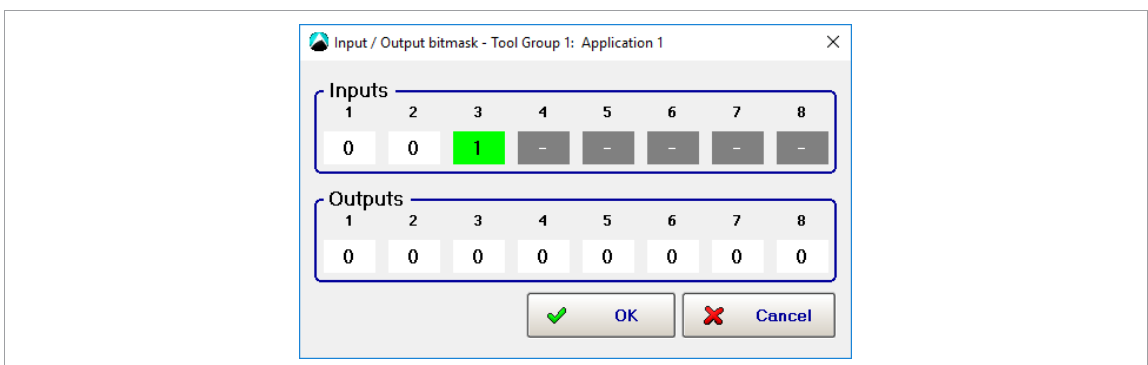 Input / Output bitmask - Tool Group 1: Application 1
Inputs
1 2 3 4 5 6 7 8
0 0 1 - - - - -
Outputs
1 2 3 4 5 6 7 8
0 0 0 0 0 0 0 0
OK Cancel